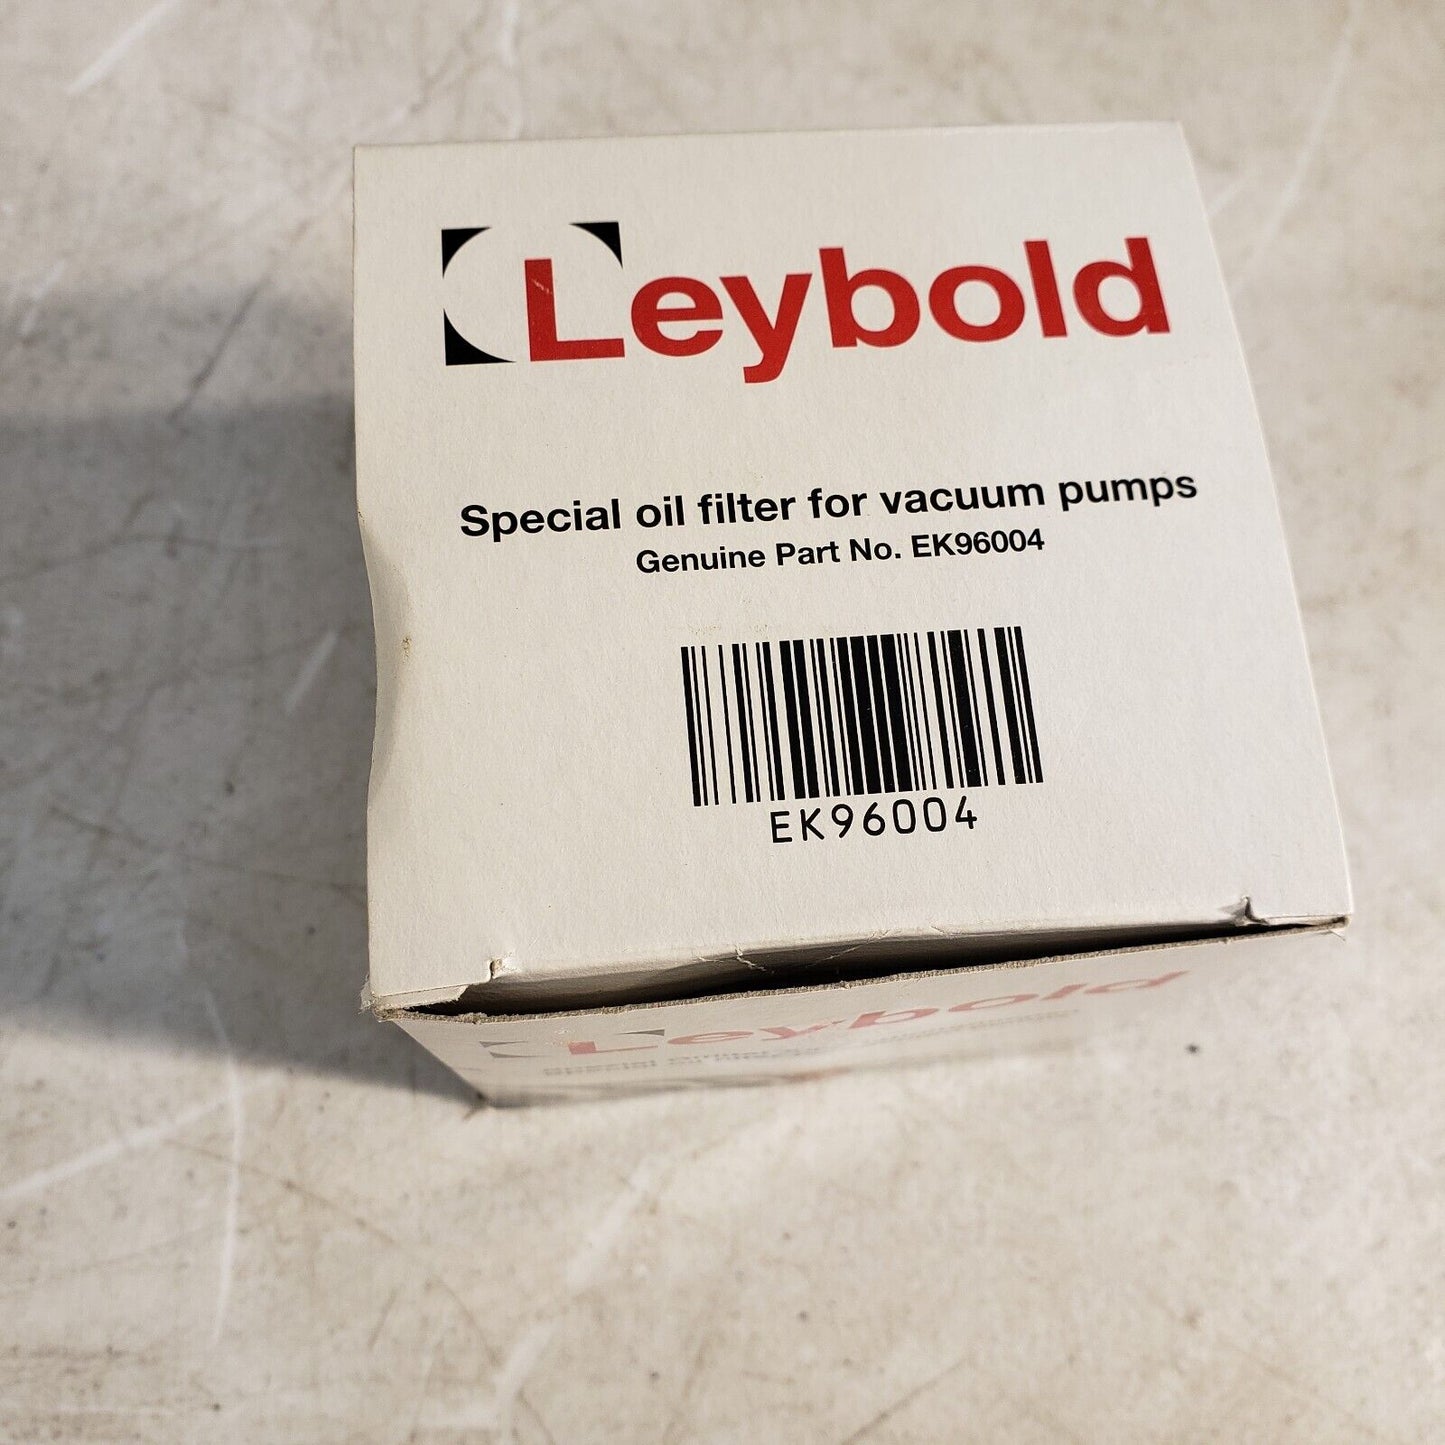 Leybold
Special oil filter for vacuum pumps
Genuine Part No. EK96004
EK96004
Leybold